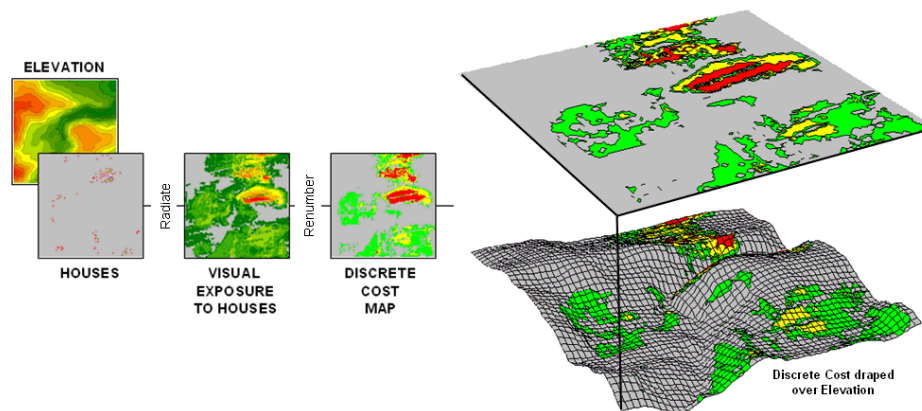 ELEVATION
HOUSES
Radiate
VISUAL
EXPOSURE
TO HOUSES
Renumber
DISCRETE
COST
MAP
Discrete Cost draped
over Elevation